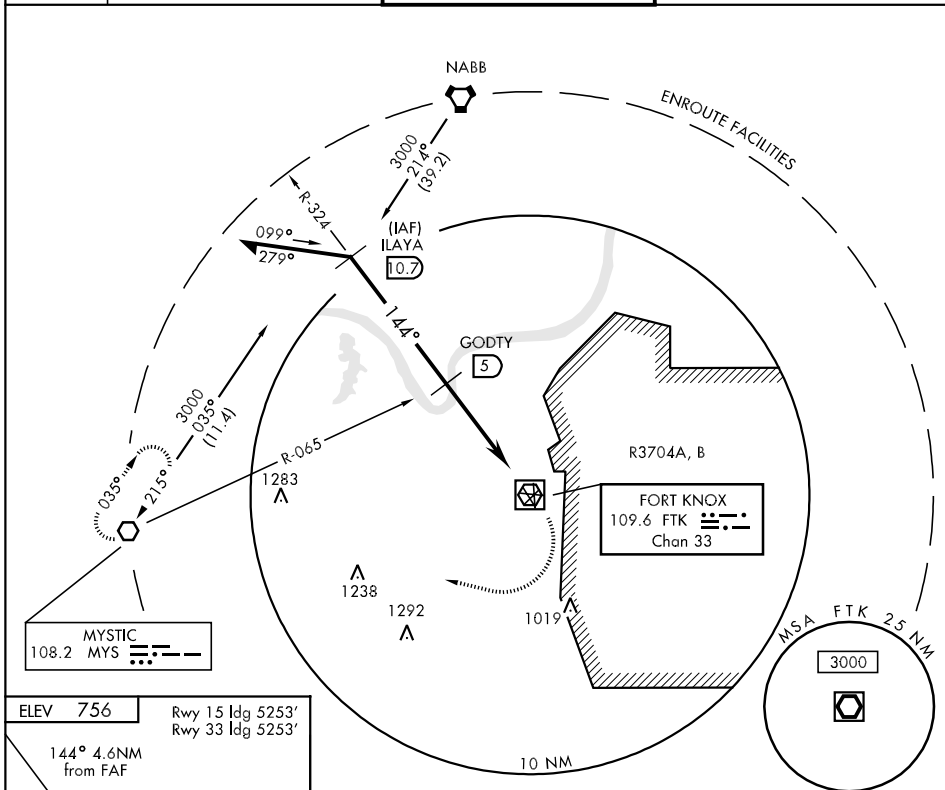 NABB
ENROUTE FACILITIES
3000
214°
(39.2)
R-324
(IAF)
ILAYA
10.7
099°
279°
144°
GODTY
5
3000
035°
(11.4)
R-065
035°
215°
1283
R3704A, B
FORT KNOX
109.6 FTK
Chan 33
1238
1292
1019
MYSTIC
108.2 MYS
MSA FTK 25 NM
3000
ELEV 756
Rwy 15 ldg 5253'
Rwy 33 ldg 5253'
144° 4.6NM
from FAF
10 NM